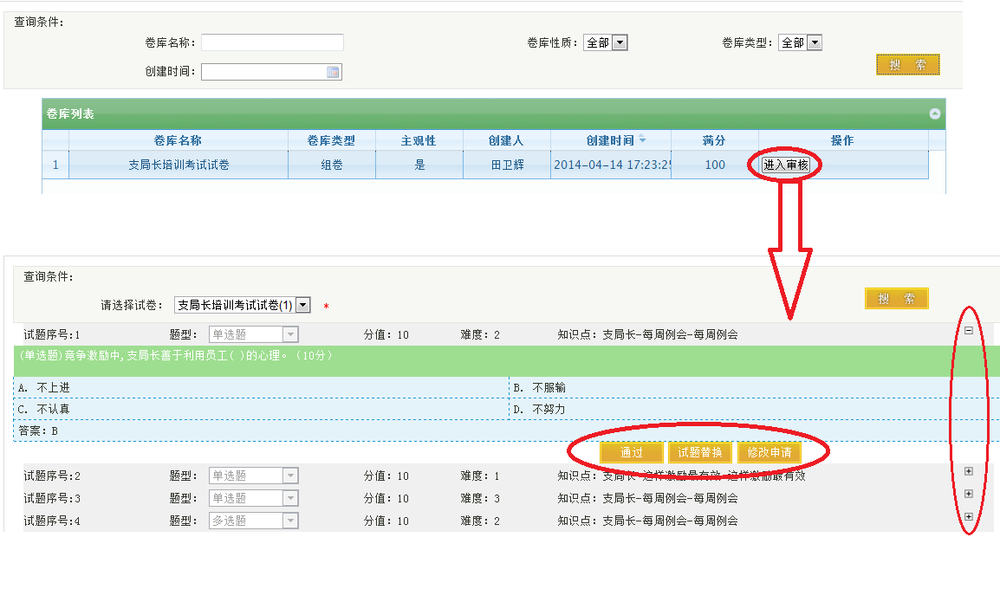 查询条件：
卷库名称： 卷库性质： 全部 卷库类型： 全部
创建时间： 搜 索
卷库列表
卷库名称 卷库类型 主观性 创建人 创建时间 满分 操作
1 支局长培训考试试卷 组卷 是 田卫辉 2014-04-14 17:23:25 100 进入审核
查询条件：
请选择试卷： 支局长培训考试试卷(1) * 搜 索
试题序号:1 题型： 单选题 分值：10 难度：2 知识点：支局长-每周例会-每周例会
(单选题)竞争激励中,支局长善于利用员工( )的心理。（10分）
A. 不上进 B. 不服输
C. 不认真 D. 不努力
答案：B
通过 试题替换 修改申请
试题序号:2 题型： 单选题 分值：10 难度：1 知识点：支局长-这样激励最有效-这样激励最有效
试题序号:3 题型： 单选题 分值：10 难度：3 知识点：支局长-每周例会-每周例会
试题序号:4 题型： 多选题 分值：10 难度：2 知识点：支局长-每周例会-每周例会